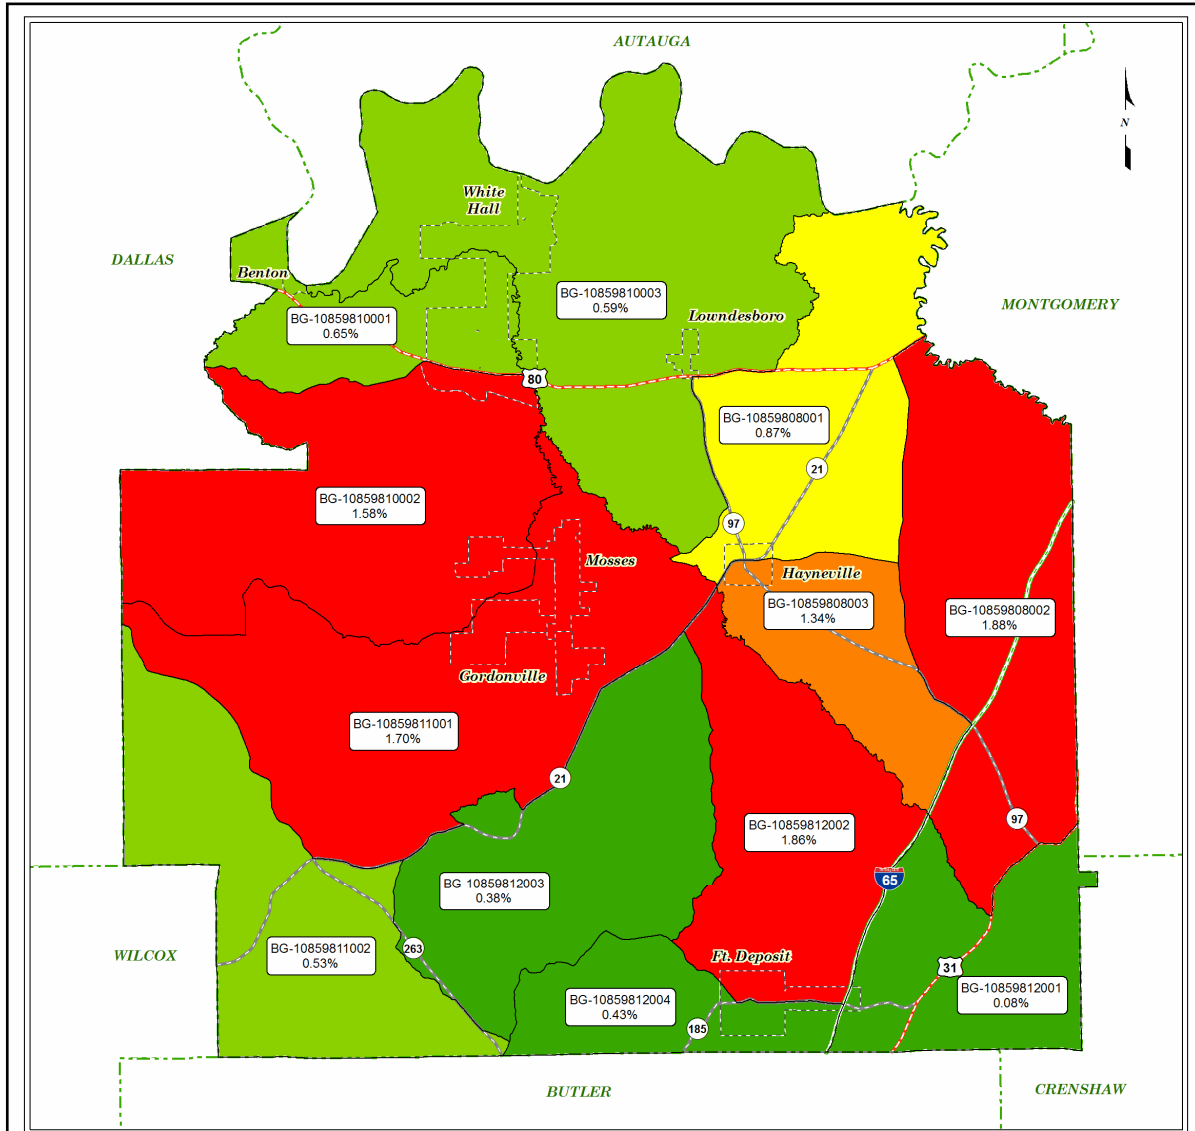 AUTAUGA
N
White
Hall
DALLAS
Benton
BG-10859810003
0.59%
MONTGOMERY
BG-10859810001
0.65%
Lowndesboro
80
BG-10859808001
0.87%
21
BG-10859810002
1.58%
97
Mosses
Hayneville
BG-10859808003
1.34%
BG-10859808002
1.88%
Gordonville
BG-10859811001
1.70%
21
97
BG-10859812002
1.86%
65
BG 10859812003
0.38%
BG-10859811002
0.53%
263
WILCOX
Ft. Deposit
31
BG-10859812001
0.08%
BG-10859812004
0.43%
185
BUTLER
CRENSHAW